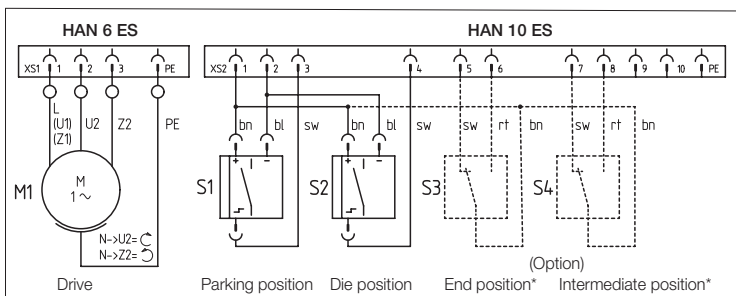 HAN 6 ES HAN 10 ES
XS1 1 2 3 PE XS2 1 2 3 4 5 6 7 8 9 10 PE
L
(U1) U2 Z2 PE bn bl sw bn bl sw sw rt bn sw rt bn
(Z1)
+ − + −
M1 M S1 S2 S3 S4
1~
N->U2=
N->Z2=
(Option)
Drive Parking position Die position End position* Intermediate position*